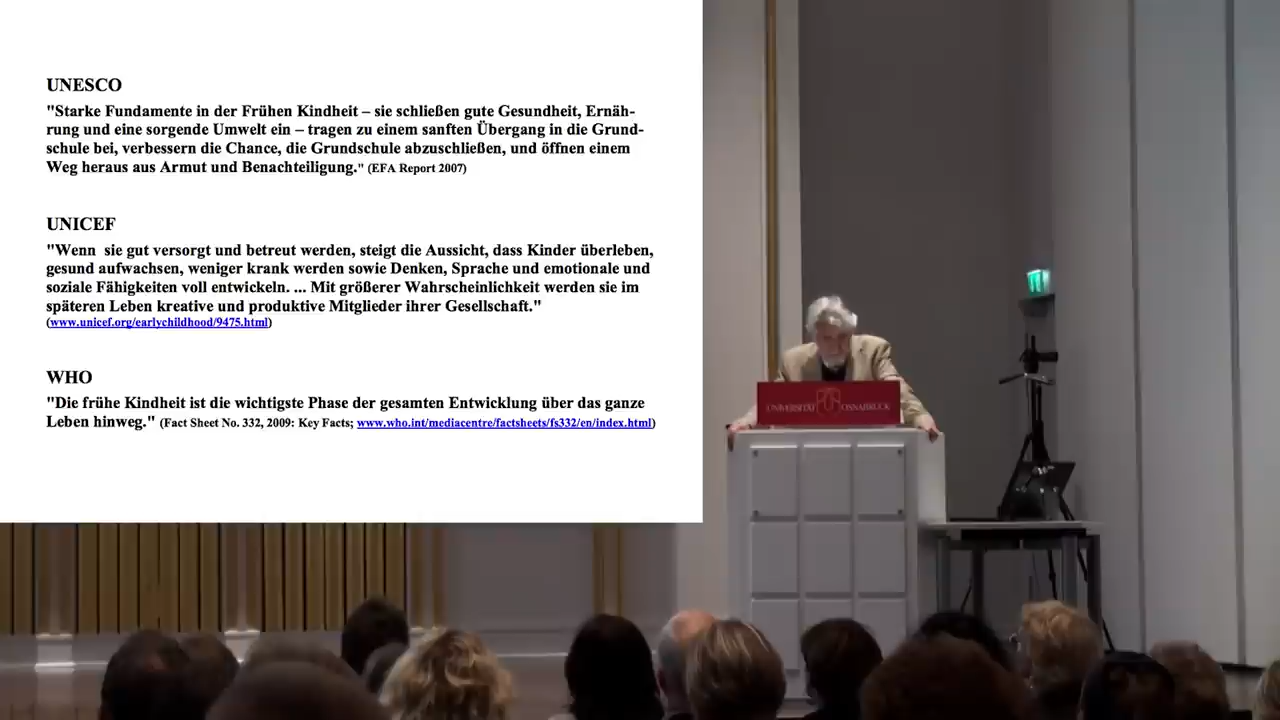 UNESCO
"Starke Fundamente in der Frühen Kindheit – sie schließen gute Gesundheit, Ernäh-
rung und eine sorgende Umwelt ein – tragen zu einem sanften Übergang in die Grund-
schule bei, verbessern die Chance, die Grundschule abzuschließen, und öffnen einem
Weg heraus aus Armut und Benachteiligung." (EFA Report 2007)
UNICEF
"Wenn sie gut versorgt und betreut werden, steigt die Aussicht, dass Kinder überleben,
gesund aufwachsen, weniger krank werden sowie Denken, Sprache und emotionale und
soziale Fähigkeiten voll entwickeln. ... Mit größerer Wahrscheinlichkeit werden sie im
späteren Leben kreative und produktive Mitglieder ihrer Gesellschaft."
(www.unicef.org/earlychildhood/9475.html)
WHO
"Die frühe Kindheit ist die wichtigste Phase der gesamten Entwicklung über das ganze
Leben hinweg." (Fact Sheet No. 332, 2009: Key Facts; www.who.int/mediacentre/factsheets/fs332/en/index.html)
UNIVERSITÄT OSNABRÜCK